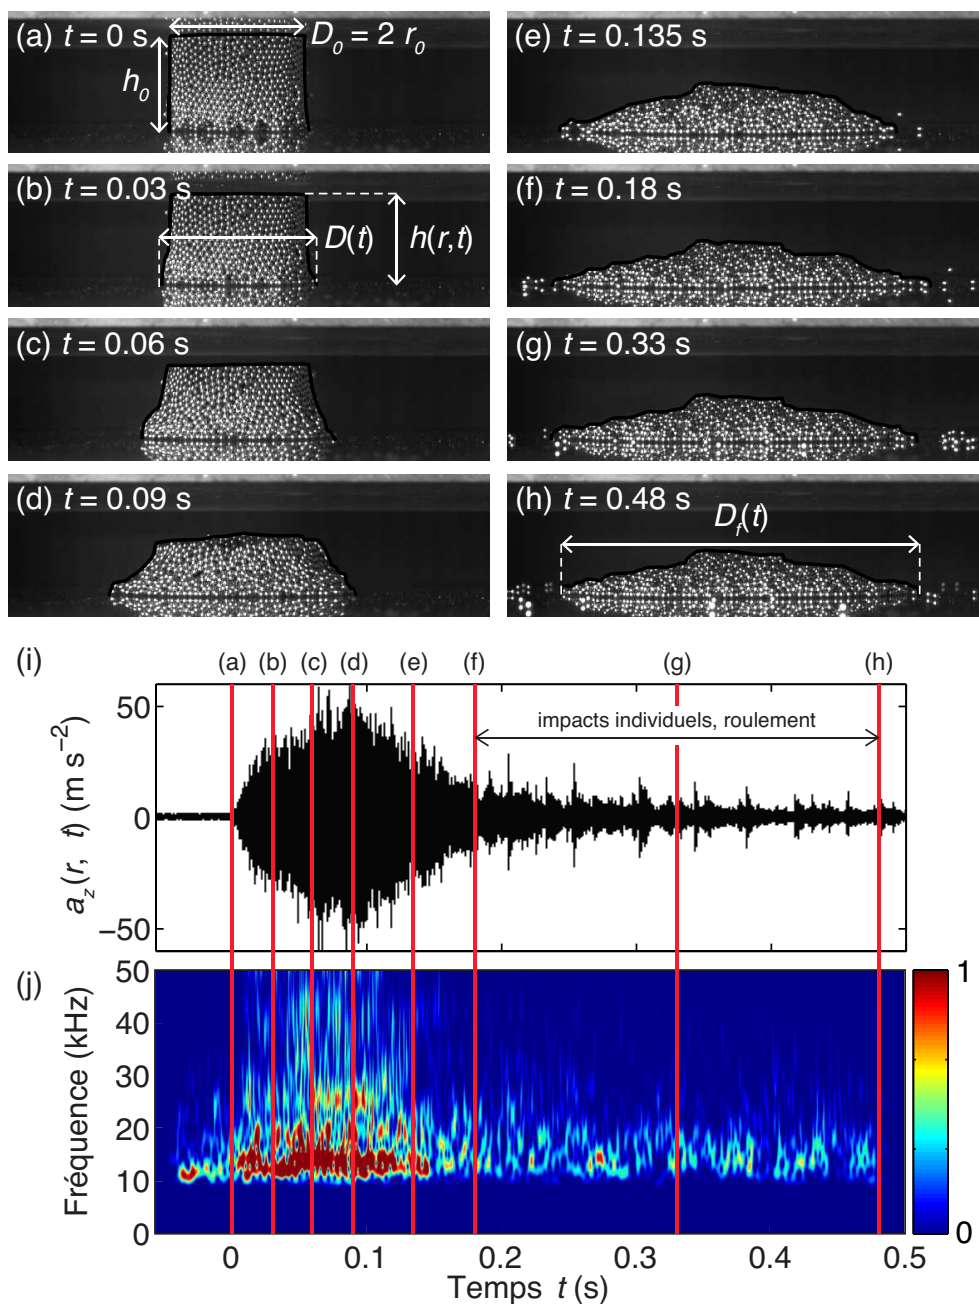 (a) t = 0 s
D₀ = 2 r₀
h₀
(b) t = 0.03 s
D(t)
h(r,t)
(c) t = 0.06 s
(d) t = 0.09 s
(e) t = 0.135 s
(f) t = 0.18 s
(g) t = 0.33 s
(h) t = 0.48 s
D_f(t)
(i)
(a) (b) (c) (d) (e) (f) (g) (h)
impacts individuels, roulement
50
0
−50
a_z(r, t) (m s⁻²)
(j)
50
40
30
20
10
0
Fréquence (kHz)
1
0
0 0.1 0.2 0.3 0.4 0.5
Temps t (s)